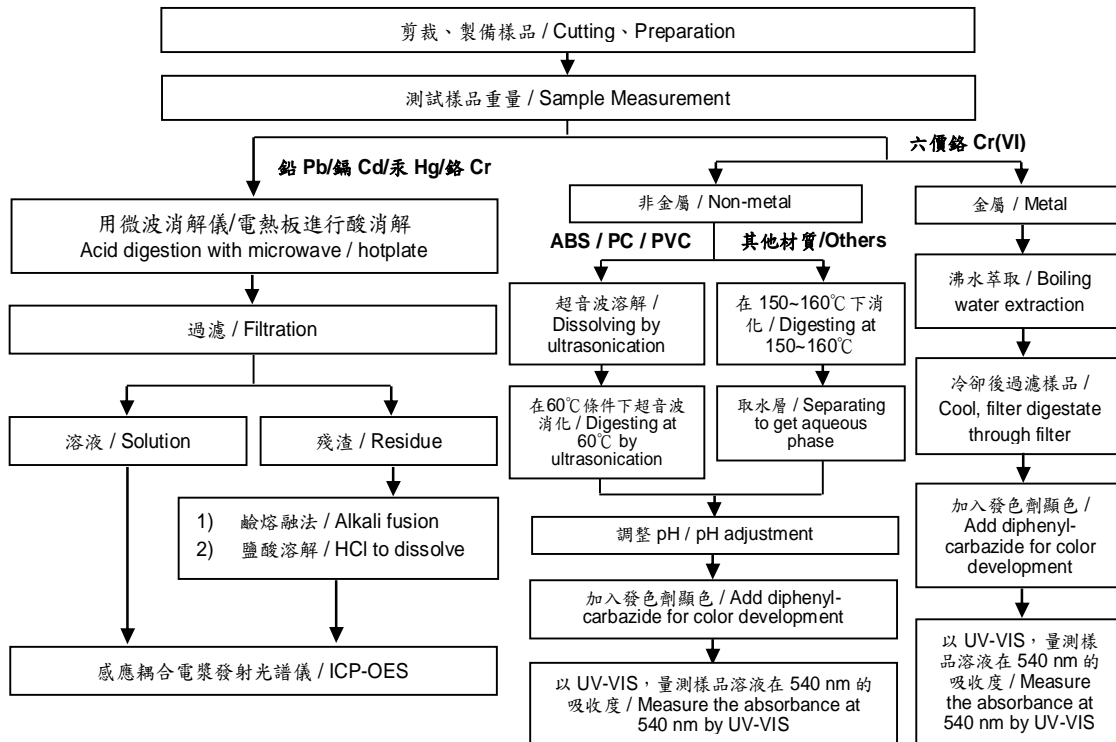 剪裁、製備樣品 / Cutting、Preparation
測試樣品重量 / Sample Measurement
鉛 Pb/鎘 Cd/汞 Hg/鉻 Cr
六價鉻 Cr(VI)
用微波消解儀/電熱板進行酸消解
Acid digestion with microwave / hotplate
過濾 / Filtration
溶液 / Solution
殘渣 / Residue
1) 鹼熔融法 / Alkali fusion
2) 鹽酸溶解 / HCl to dissolve
感應耦合電漿發射光譜儀 / ICP-OES
非金屬 / Non-metal
ABS / PC / PVC
其他材質/Others
超音波溶解 /
Dissolving by
ultrasonication
在 150~160℃下消
化 / Digesting at
150~160℃
在60℃條件下超音波
消化 / Digesting at
60℃ by
ultrasonication
取水層 / Separating
to get aqueous
phase
調整 pH / pH adjustment
加入發色劑顯色 / Add diphenyl-
carbazide for color development
以 UV-VIS，量測樣品溶液在 540 nm 的
吸收度 / Measure the absorbance at
540 nm by UV-VIS
金屬 / Metal
沸水萃取 / Boiling
water extraction
冷卻後過濾樣品 /
Cool, filter digestate
through filter
加入發色劑顯色 /
Add diphenyl-
carbazide for color
development
以 UV-VIS，量測樣
品溶液在 540 nm 的
吸收度 / Measure
the absorbance at
540 nm by UV-VIS